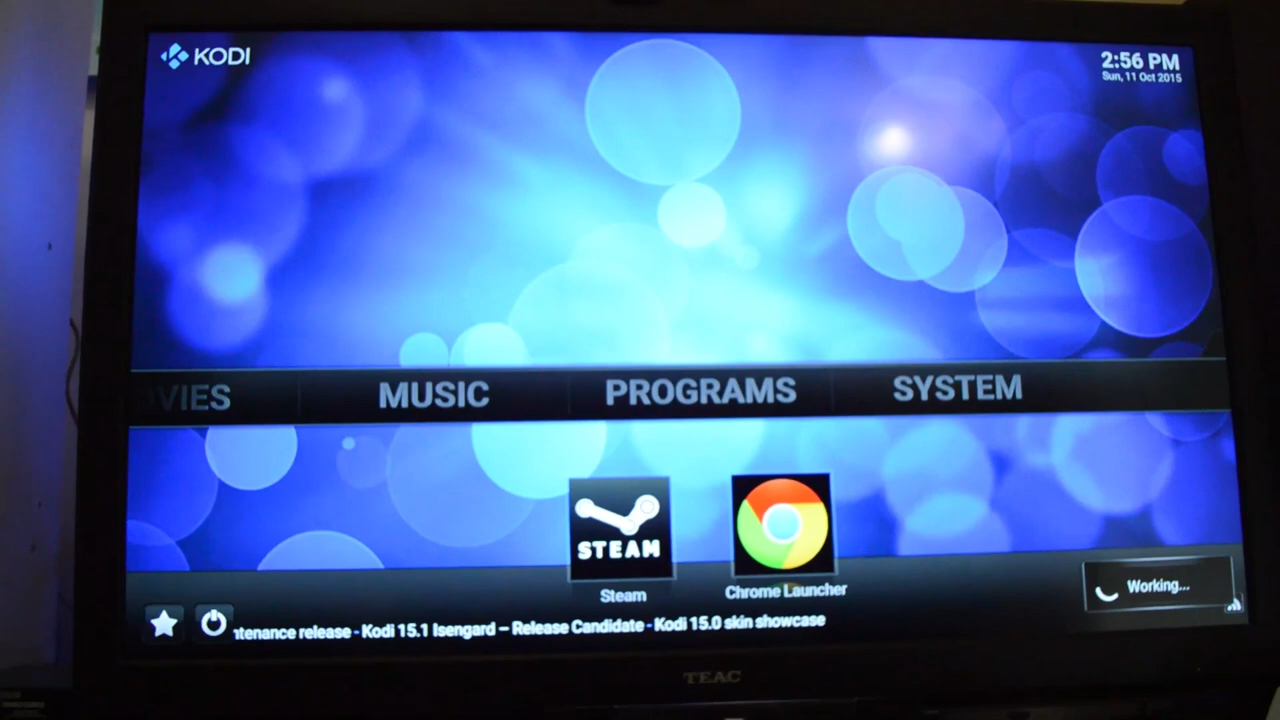 KODI
2:56 PM
Sun, 11 Oct 2015
OVIES
MUSIC
PROGRAMS
SYSTEM
STEAM
Steam
Chrome Launcher
Working...
ntenance release - Kodi 15.1 Isengard – Release Candidate - Kodi 15.0 skin showcase
TEAC